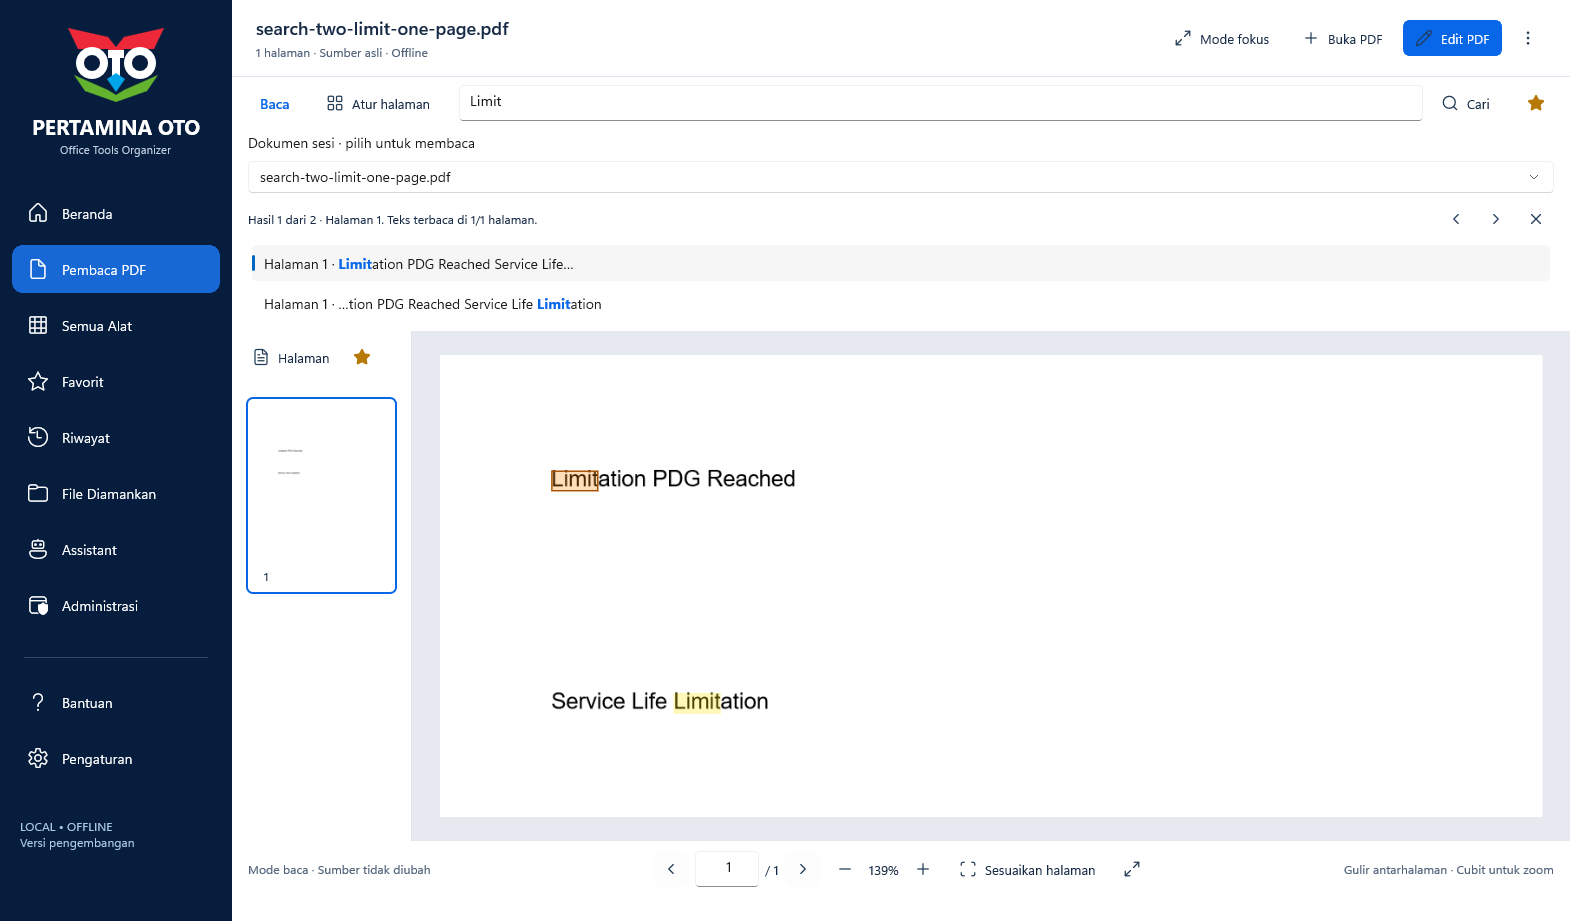 OTO
PERTAMINA OTO
Office Tools Organizer
Beranda
Pembaca PDF
Semua Alat
Favorit
Riwayat
File Diamankan
Assistant
Administrasi
Bantuan
Pengaturan
LOCAL • OFFLINE
Versi pengembangan
search-two-limit-one-page.pdf
1 halaman · Sumber asli · Offline
Mode fokus
Buka PDF
Edit PDF
Baca
Atur halaman
Limit
Cari
Dokumen sesi · pilih untuk membaca
search-two-limit-one-page.pdf
Hasil 1 dari 2 · Halaman 1. Teks terbaca di 1/1 halaman.
Halaman 1 · Limitation PDG Reached Service Life...
Halaman 1 · ...tion PDG Reached Service Life Limitation
Halaman
1
Limitation PDG Reached
Service Life Limitation
Mode baca · Sumber tidak diubah
1 / 1
139%
Sesuaikan halaman
Gulir antarhalaman · Cubit untuk zoom